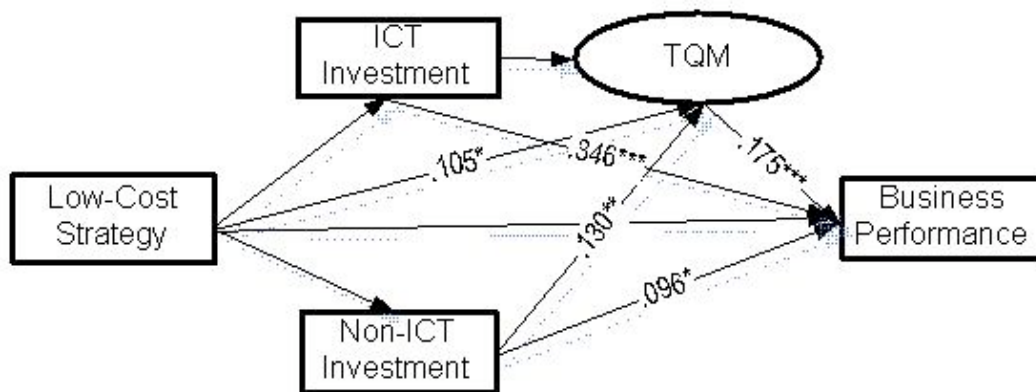 ICT
Investment
TQM
.105*
.346***
.175***
Low-Cost
Strategy
Business
Performance
.130**
.096*
Non-ICT
Investment